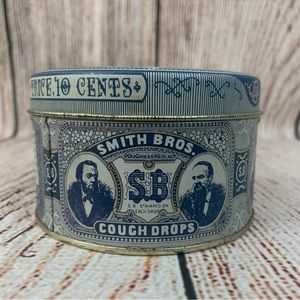 PRICE, 10 CENTS
SMITH BROS.
POUGHKEEPSIE, N.Y.
S.B
S.B STAMPED ON
EACH DROP
COUGH DROPS